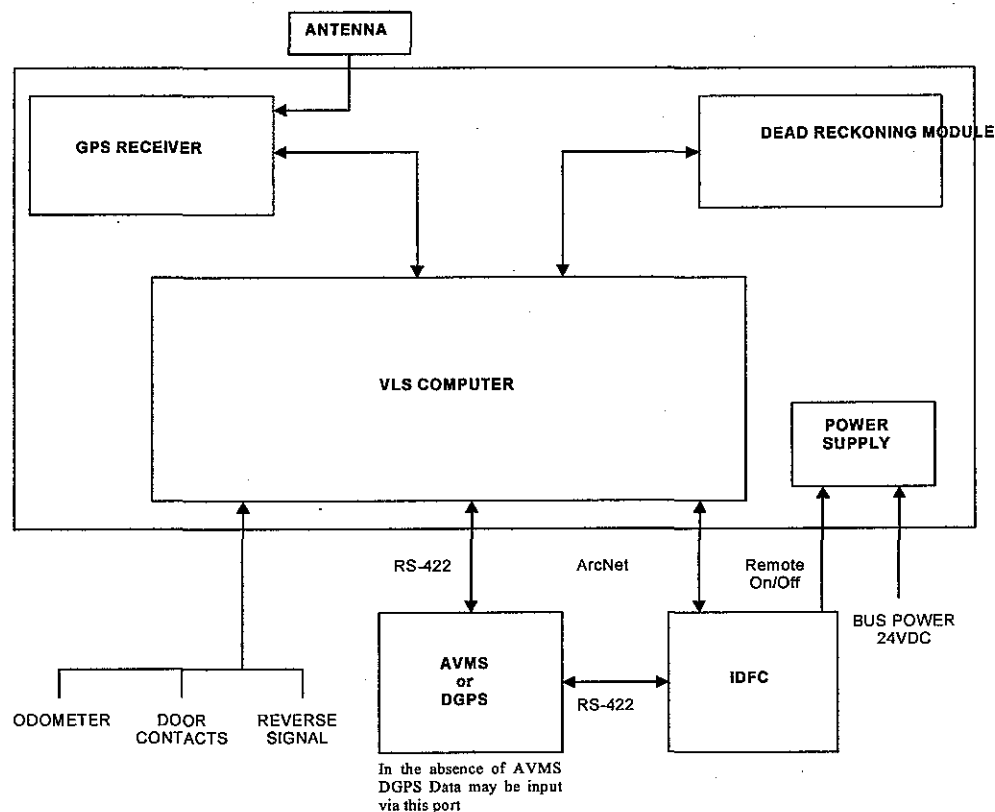 ANTENNA
GPS RECEIVER
DEAD RECKONING MODULE
VLS COMPUTER
POWER
SUPPLY
RS-422
ArcNet
Remote
On/Off
BUS POWER
24VDC
AVMS
or
DGPS
IDFC
RS-422
ODOMETER
DOOR
CONTACTS
REVERSE
SIGNAL
In the absence of AVMS
DGPS Data may be input
via this port